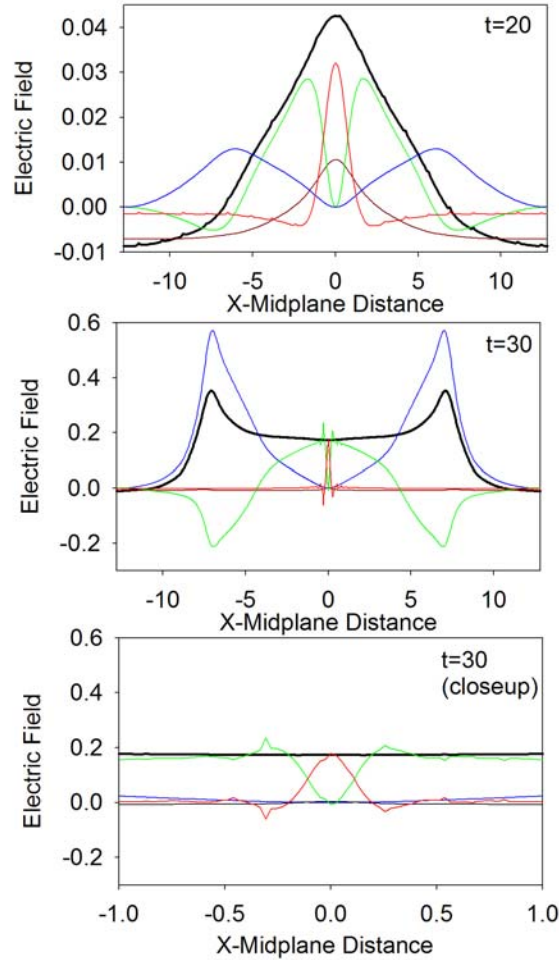 t=20
0.04
0.03
0.02
0.01
0.00
-0.01
Electric Field
-10 -5 0 5 10
X-Midplane Distance
t=30
0.6
0.4
0.2
0.0
-0.2
Electric Field
-10 -5 0 5 10
X-Midplane Distance
t=30
(closeup)
0.6
0.4
0.2
0.0
-0.2
Electric Field
-1.0 -0.5 0.0 0.5 1.0
X-Midplane Distance